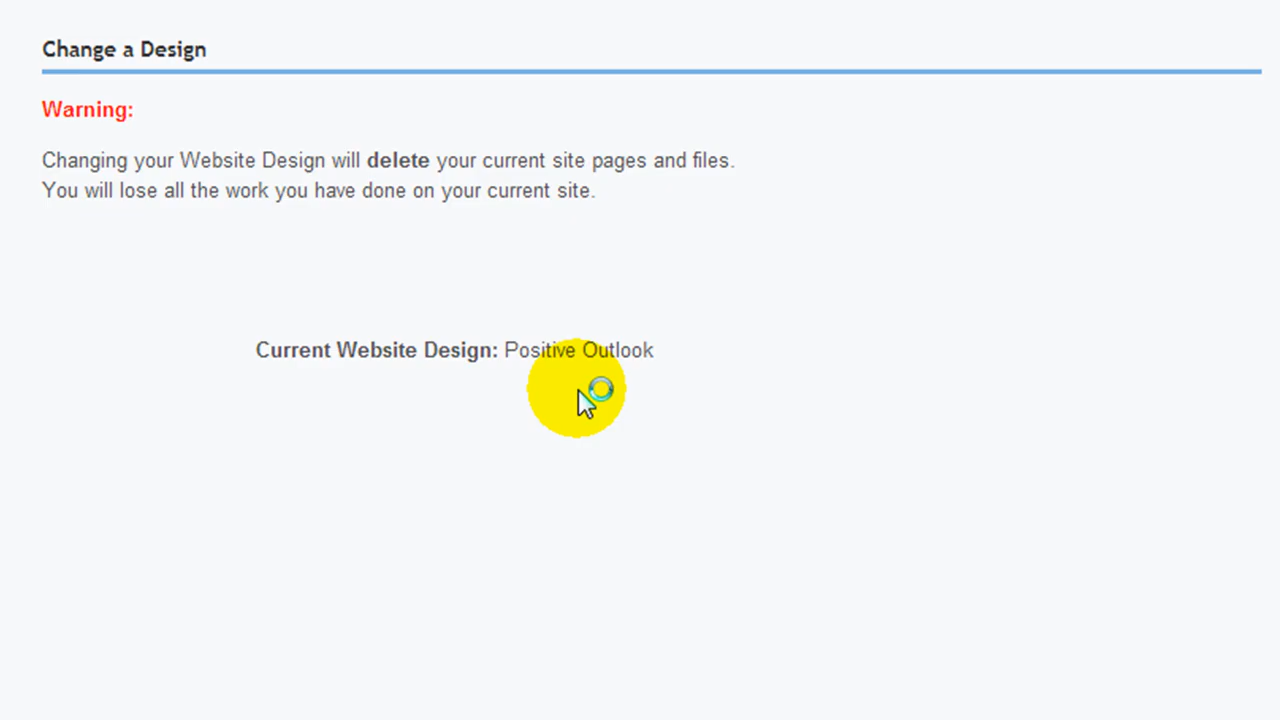 Change a Design
Warning:
Changing your Website Design will delete your current site pages and files.
You will lose all the work you have done on your current site.
Current Website Design: Positive Outlook